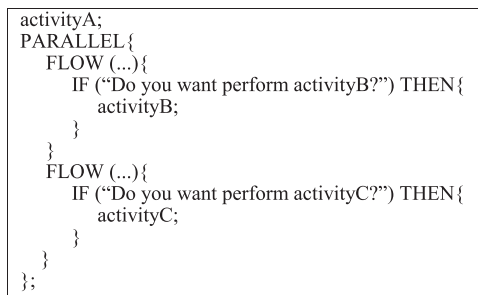 activityA;
PARALLEL{
FLOW (...){
IF (“Do you want perform activityB?”) THEN{
activityB;
}
}
FLOW (...){
IF (“Do you want perform activityC?”) THEN{
activityC;
}
}
};